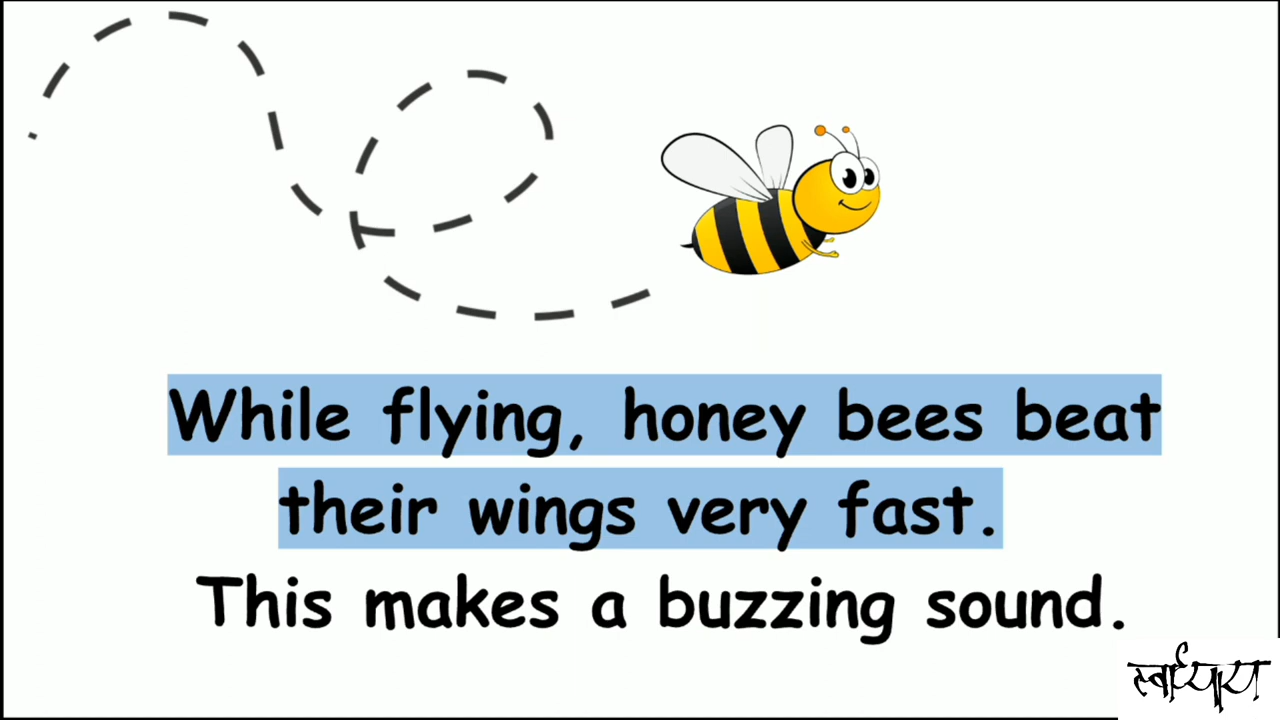 While flying, honey bees beat
their wings very fast.
This makes a buzzing sound.
स्वाध्याय